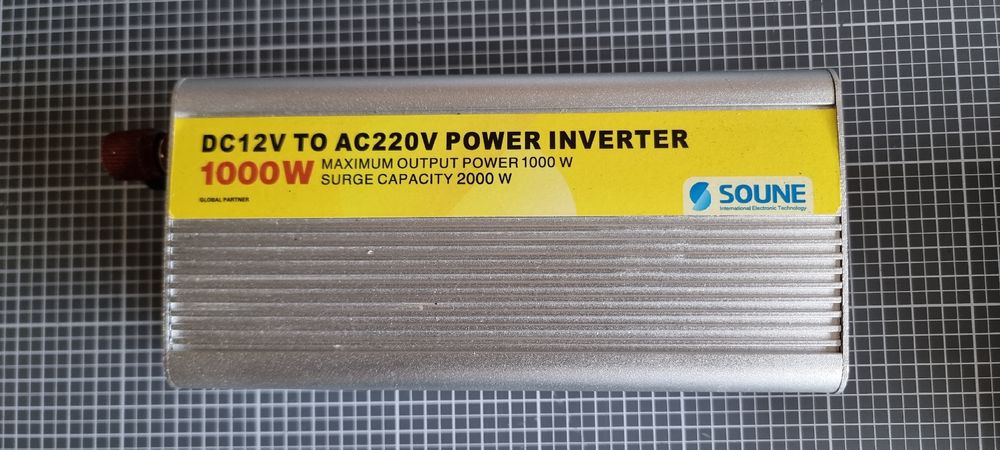 DC12V TO AC220V POWER INVERTER
1000W
MAXIMUM OUTPUT POWER 1000 W
SURGE CAPACITY 2000 W
GLOBAL PARTNER
SOUNE
International Electronic Technology